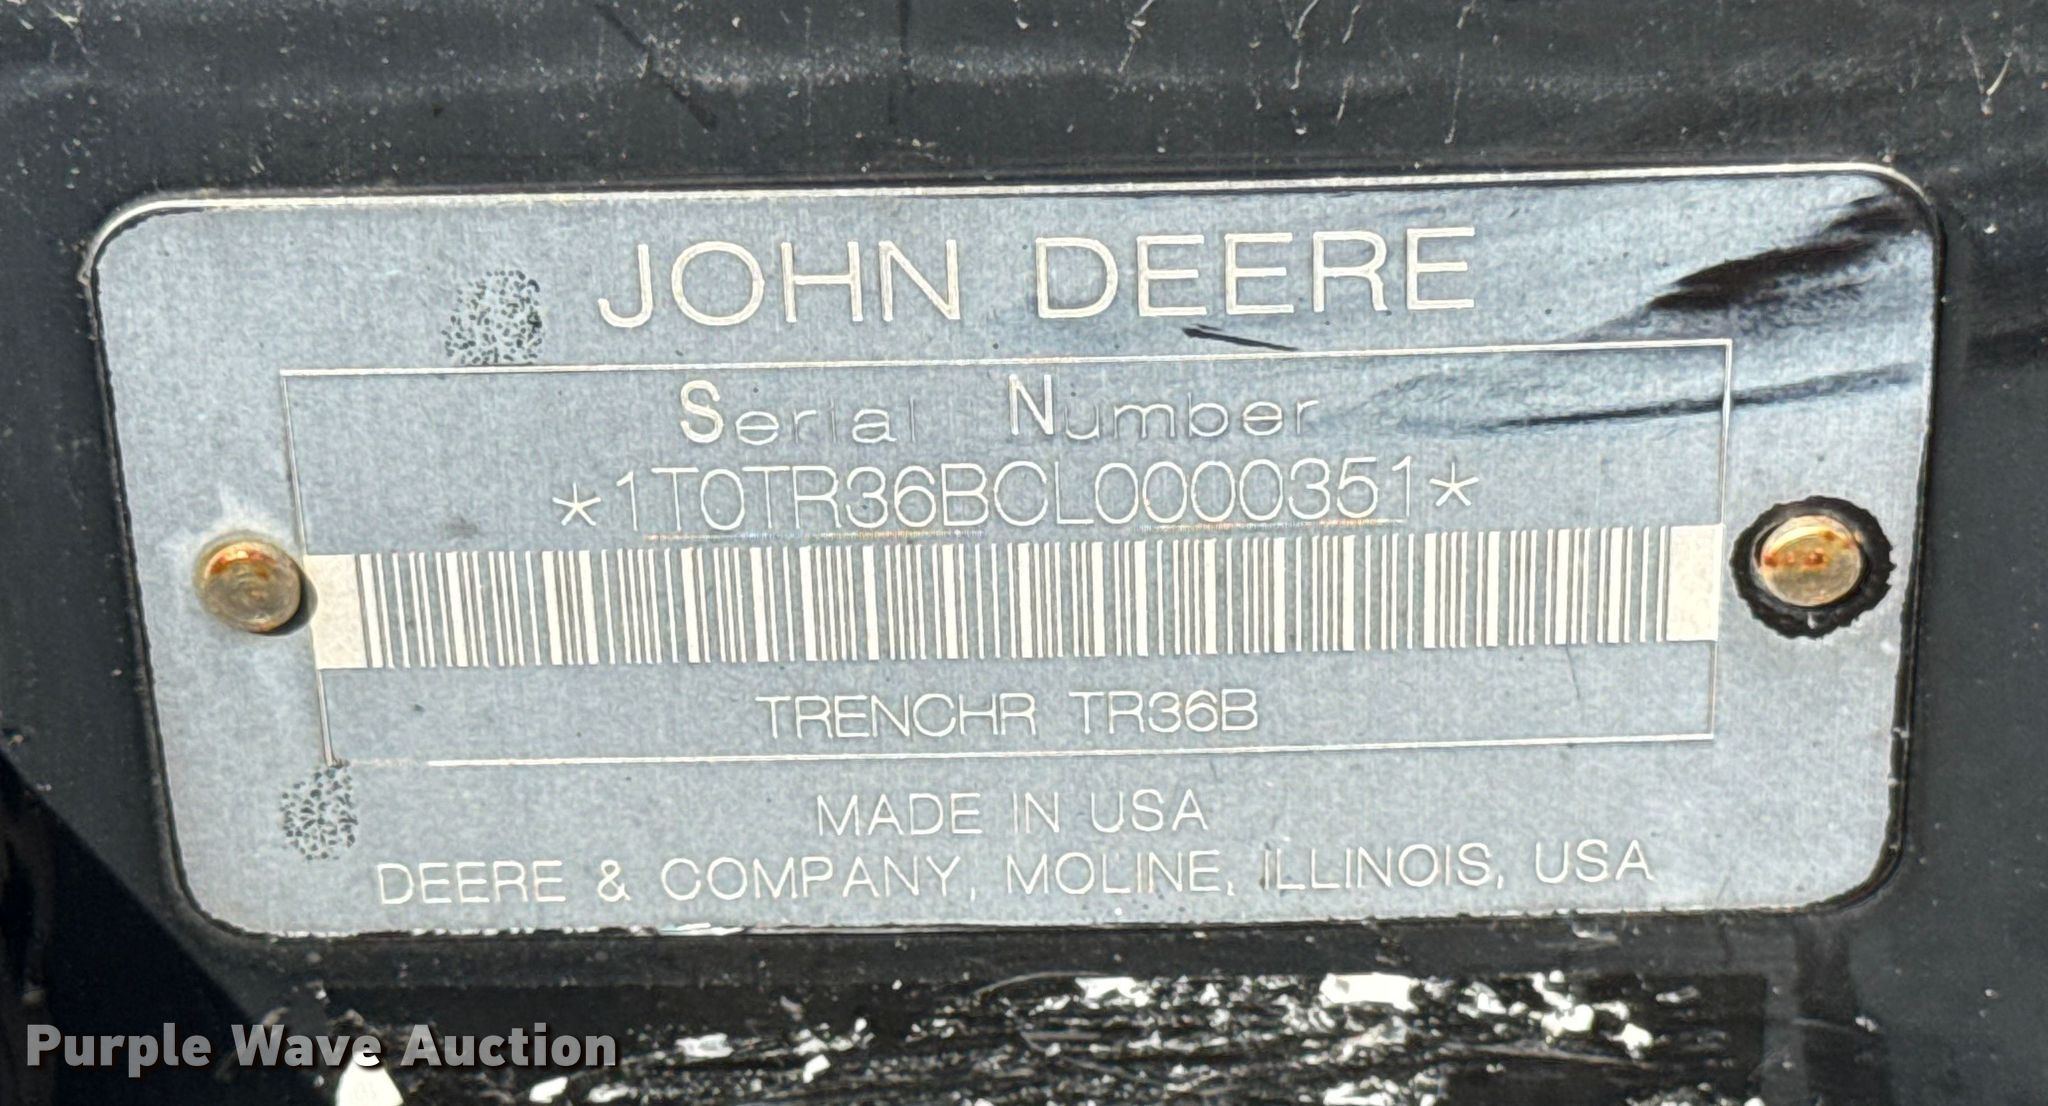 JOHN DEERE
Serial Number
*1T0TR36BCL0000351*
TRENCHR TR36B
MADE IN USA
DEERE & COMPANY, MOLINE, ILLINOIS, USA
Purple Wave Auction